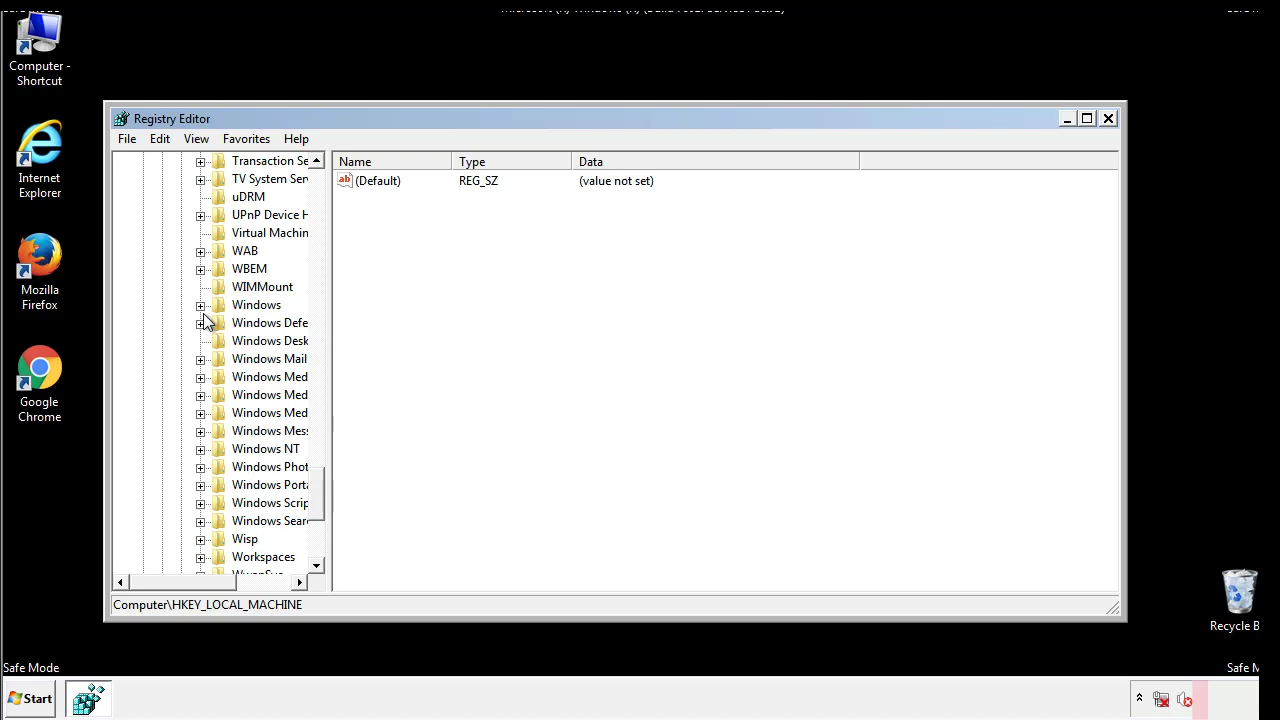 Computer -
Shortcut
Internet
Explorer
Mozilla
Firefox
Google
Chrome
Registry Editor
File Edit View Favorites Help
Transaction Se
TV System Serv
uDRM
UPnP Device H
Virtual Machin
WAB
WBEM
WIMMount
Windows
Windows Defe
Windows Desk
Windows Mail
Windows Med
Windows Med
Windows Med
Windows Mess
Windows NT
Windows Phot
Windows Porta
Windows Scrip
Windows Sear
Wisp
Workspaces
Name Type Data
(Default) REG_SZ (value not set)
Computer\HKEY_LOCAL_MACHINE
Recycle B
Safe Mode
Safe M
Start